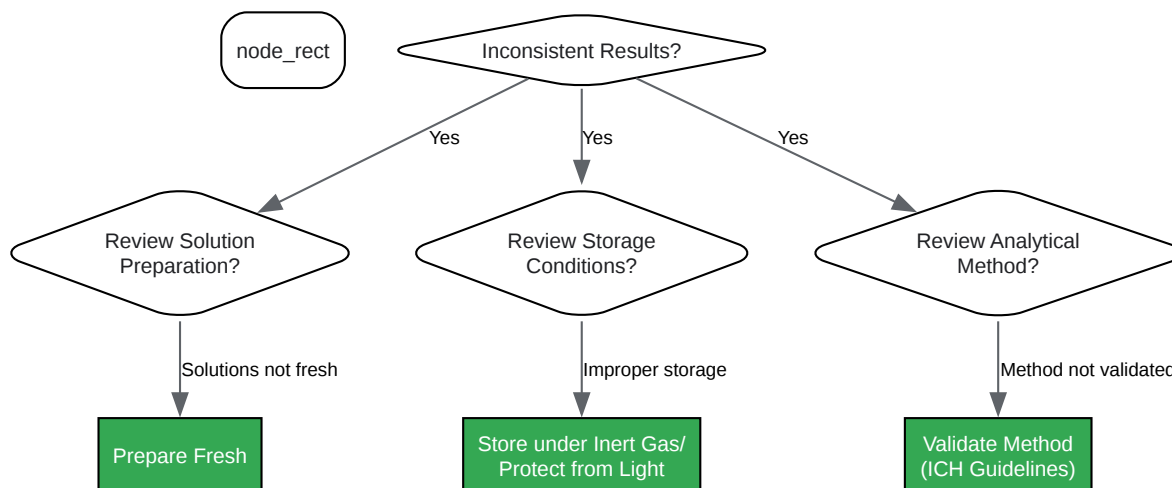 node_rect
Inconsistent Results?
Yes
Yes
Yes
Review Solution
Preparation?
Review Storage
Conditions?
Review Analytical
Method?
Solutions not fresh
Improper storage
Method not validated
Prepare Fresh
Store under Inert Gas/
Protect from Light
Validate Method
(ICH Guidelines)